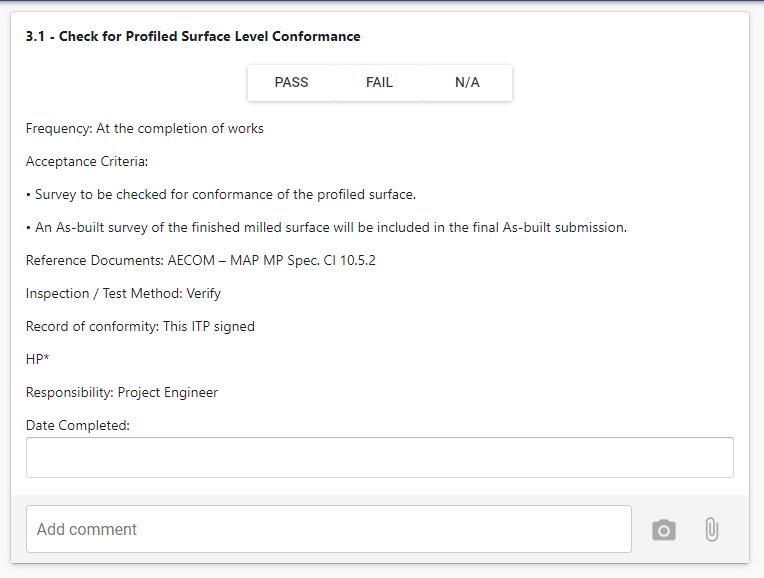 3.1 - Check for Profiled Surface Level Conformance
PASS FAIL N/A
Frequency: At the completion of works
Acceptance Criteria:
• Survey to be checked for conformance of the profiled surface.
• An As-built survey of the finished milled surface will be included in the final As-built submission.
Reference Documents: AECOM – MAP MP Spec. CI 10.5.2
Inspection / Test Method: Verify
Record of conformity: This ITP signed
HP*
Responsibility: Project Engineer
Date Completed:
Add comment